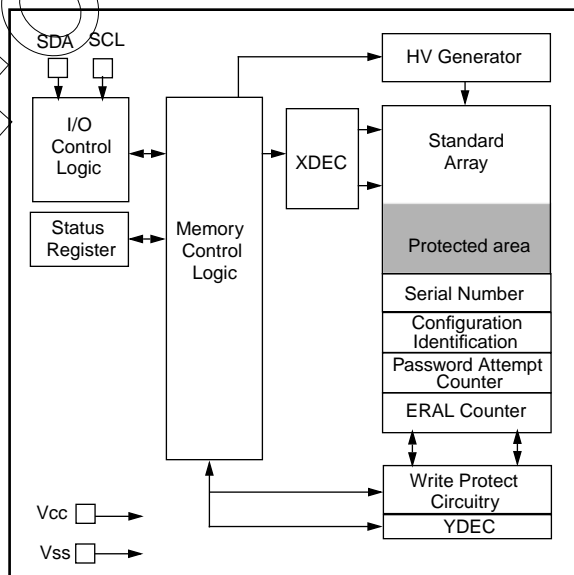 SDA SCL
HV Generator
I/O
Control
Logic
Standard
Array
XDEC
Status
Register
Memory
Control
Logic
Protected area
Serial Number
Configuration
Identification
Password Attempt
Counter
ERAL Counter
Write Protect
Circuitry
YDEC
Vcc
Vss